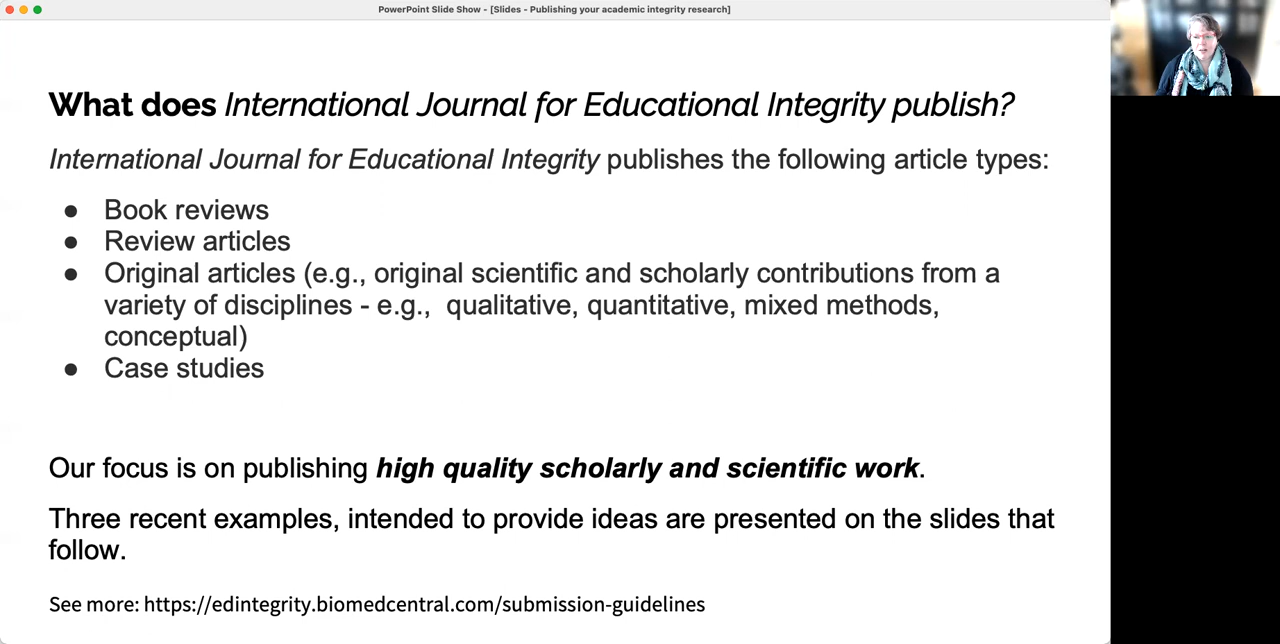 PowerPoint Slide Show - [Slides - Publishing your academic integrity research]
What does International Journal for Educational Integrity publish?
International Journal for Educational Integrity publishes the following article types:
● Book reviews
● Review articles
● Original articles (e.g., original scientific and scholarly contributions from a
variety of disciplines - e.g.,  qualitative, quantitative, mixed methods,
conceptual)
● Case studies
Our focus is on publishing high quality scholarly and scientific work.
Three recent examples, intended to provide ideas are presented on the slides that
follow.
See more: https://edintegrity.biomedcentral.com/submission-guidelines